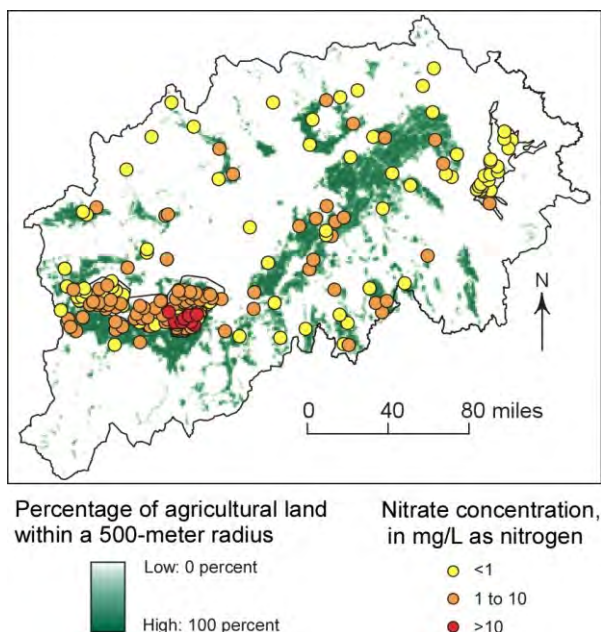 N
0 40 80 miles
Percentage of agricultural land
within a 500-meter radius
Low: 0 percent
High: 100 percent
Nitrate concentration,
in mg/L as nitrogen
<1
1 to 10
>10